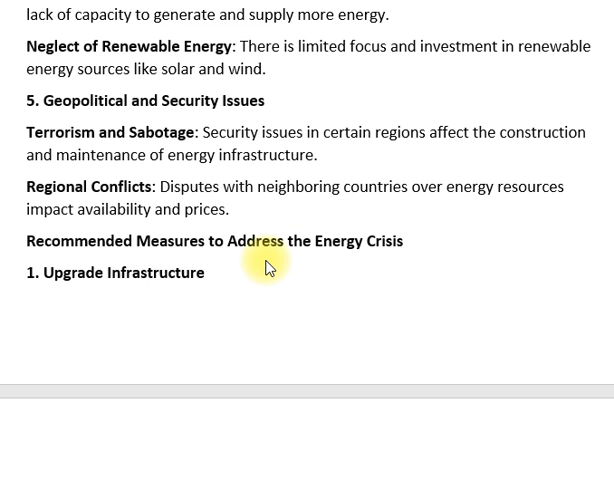 lack of capacity to generate and supply more energy.
Neglect of Renewable Energy: There is limited focus and investment in renewable
energy sources like solar and wind.
5. Geopolitical and Security Issues
Terrorism and Sabotage: Security issues in certain regions affect the construction
and maintenance of energy infrastructure.
Regional Conflicts: Disputes with neighboring countries over energy resources
impact availability and prices.
Recommended Measures to Address the Energy Crisis
1. Upgrade Infrastructure